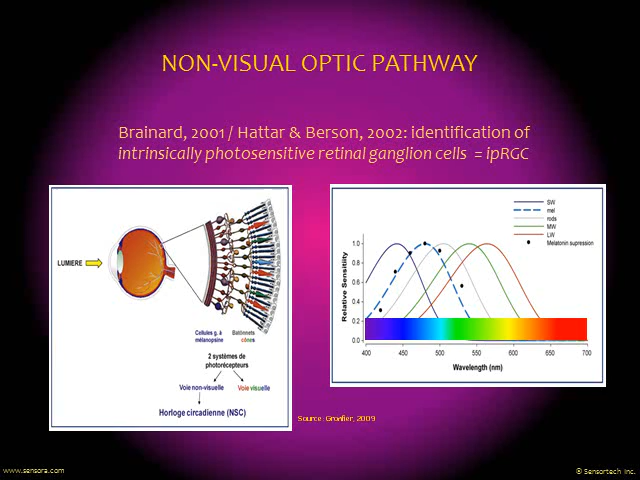 NON-VISUAL OPTIC PATHWAY
Brainard, 2001 / Hattar & Berson, 2002: identification of
intrinsically photosensitive retinal ganglion cells = ipRGC
LUMIERE
Cellules g. à
mélanopsine
Batônnets
cônes
2 systèmes de
photorécepteurs
Voie non-visuelle
Voie visuelle
Horloge circadienne (NSC)
SW
mel
rods
MW
LW
Melatonin supression
Relative Sensitiity
1.0
0.8
0.6
0.4
0.2
0.0
400
450
500
550
600
650
700
Wavelength (nm)
Source: Gronfier, 2009
www.sensora.com
© Sensortech Inc.